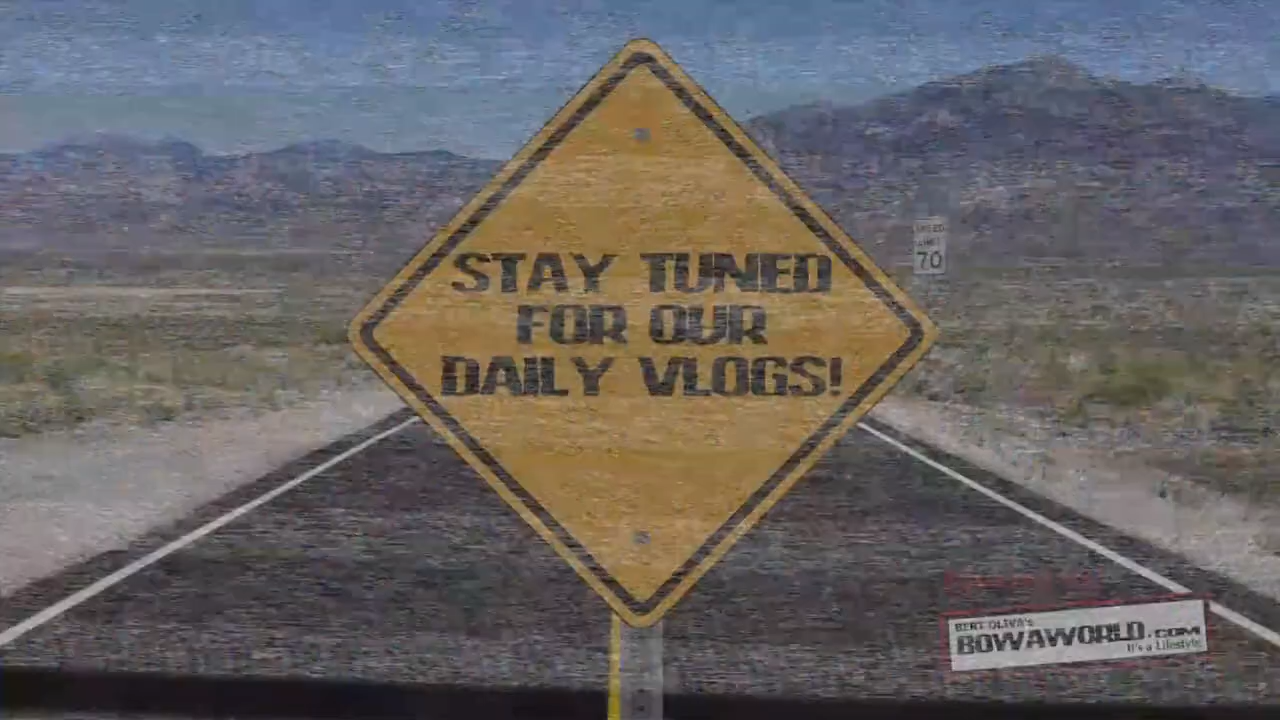 SPEED
LIMIT
70
STAY TUNED
FOR OUR
DAILY VLOGS!
BERT OLIVA's
BOWAWORLD.COM
It's a Lifestyle